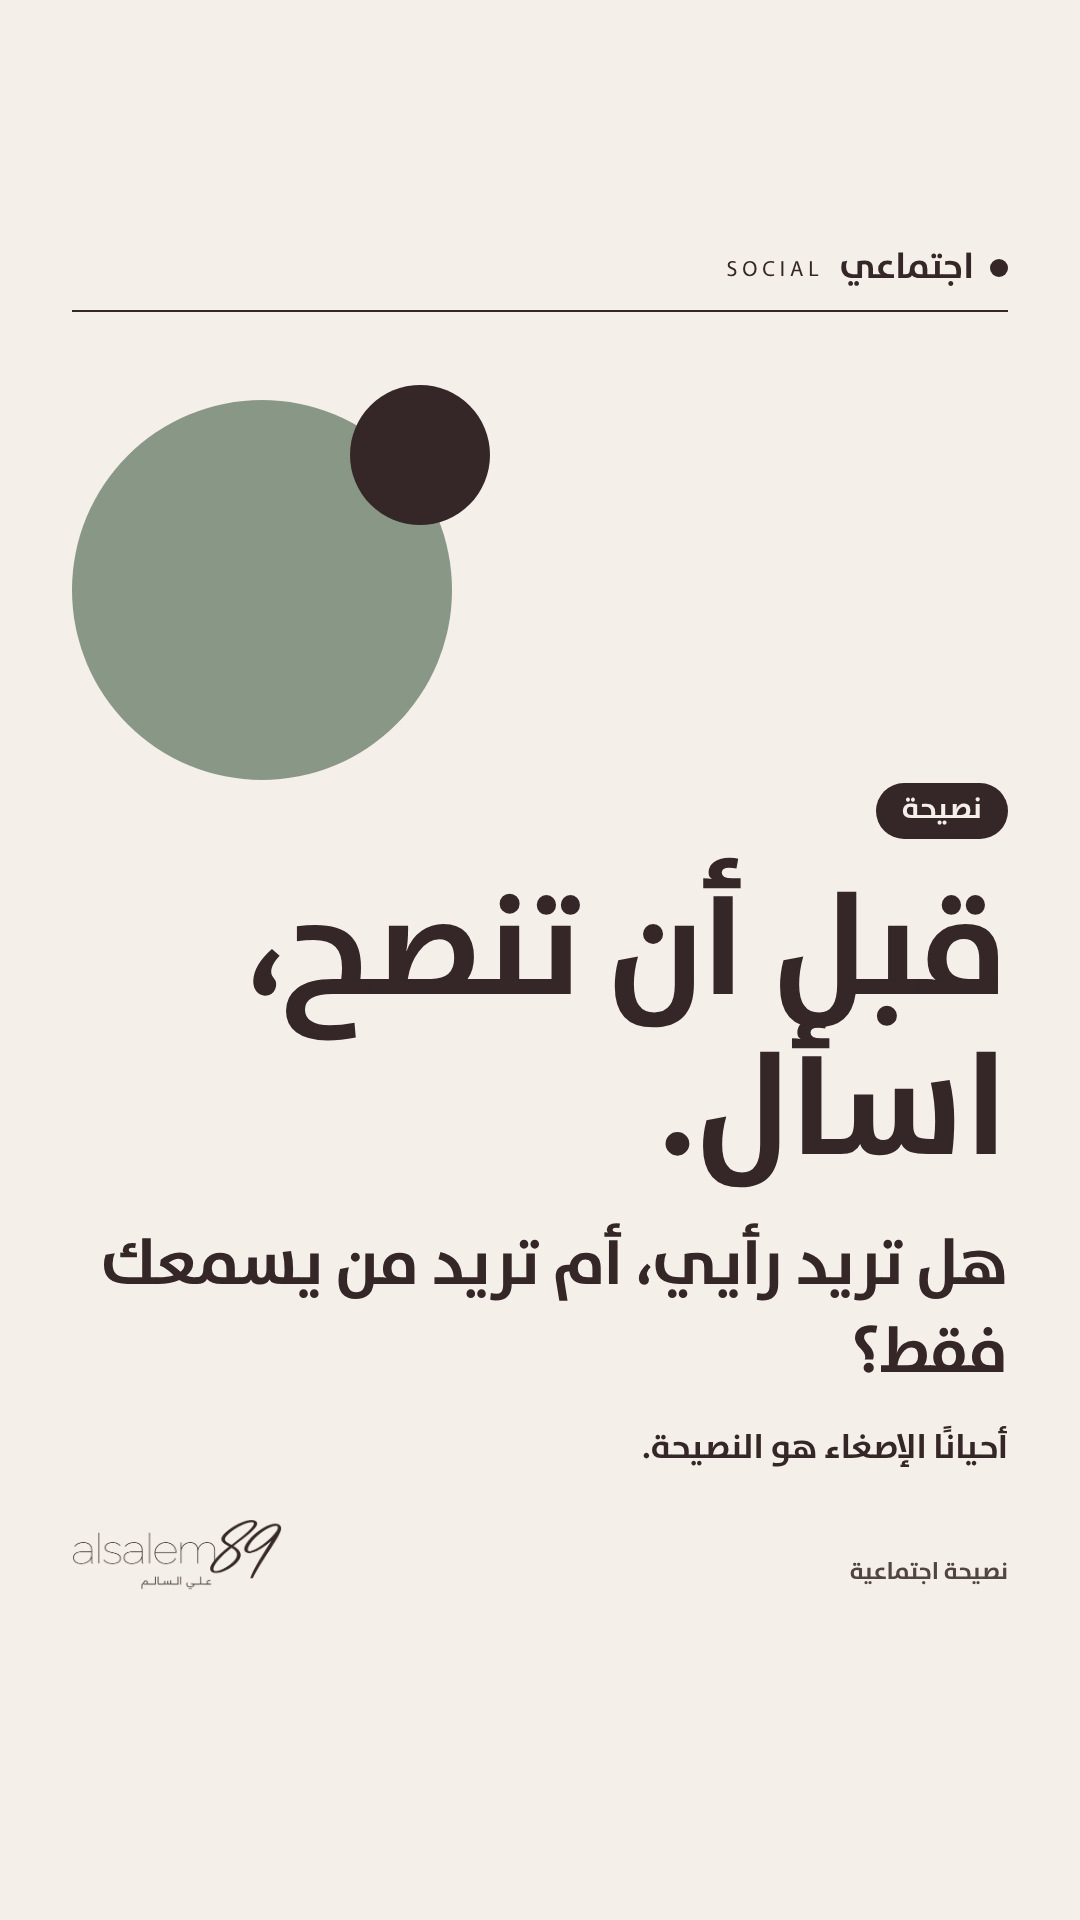 اجتماعي SOCIAL
نصيحة
قبل أن تنصح،
اسأل.
هل تريد رأيي، أم تريد من يسمعك
فقط؟
أحيانًا الإصغاء هو النصيحة.
نصيحة اجتماعية
alsalem89
علي السالم